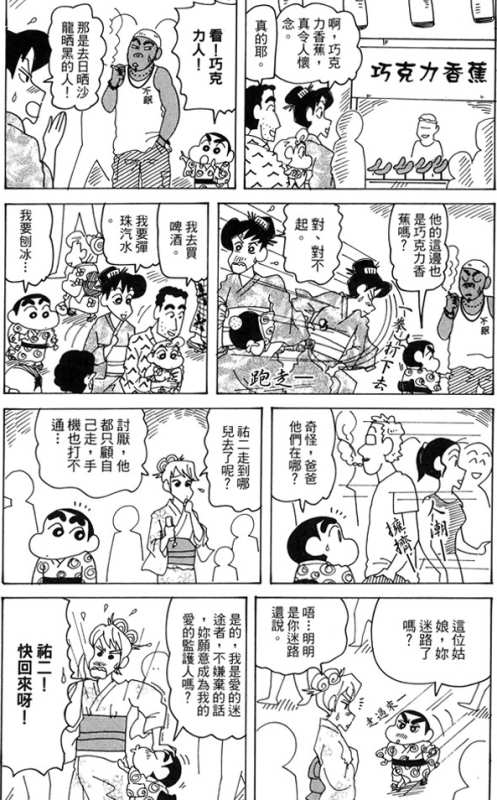 巧克力香蕉
啊,巧克
力香蕉,
真令人懷
念。
真的耶。
看!巧克
力人!
不眠
那是去日曬沙
龍曬黑的人!
他的這邊也
是巧克力香
蕉嗎?
不眠
一拳打下去
對、對不
起。
跑走—
我去買
啤酒。
我要彈
珠汽水
。
我要刨冰…
人潮
擁擠
奇怪,爸爸
他們在哪?
祐二走到哪
兒去了呢?
討厭,他
都只顧自
己走,手
機也打不
通…
這位姑
娘,妳
迷路了
嗎?
走過來
唔…明明
是你迷路
還說。
是的,我是愛的迷
途者,不嫌棄的話
,妳願意成為我的
愛的監護人嗎?
祐二!
快回來呀!